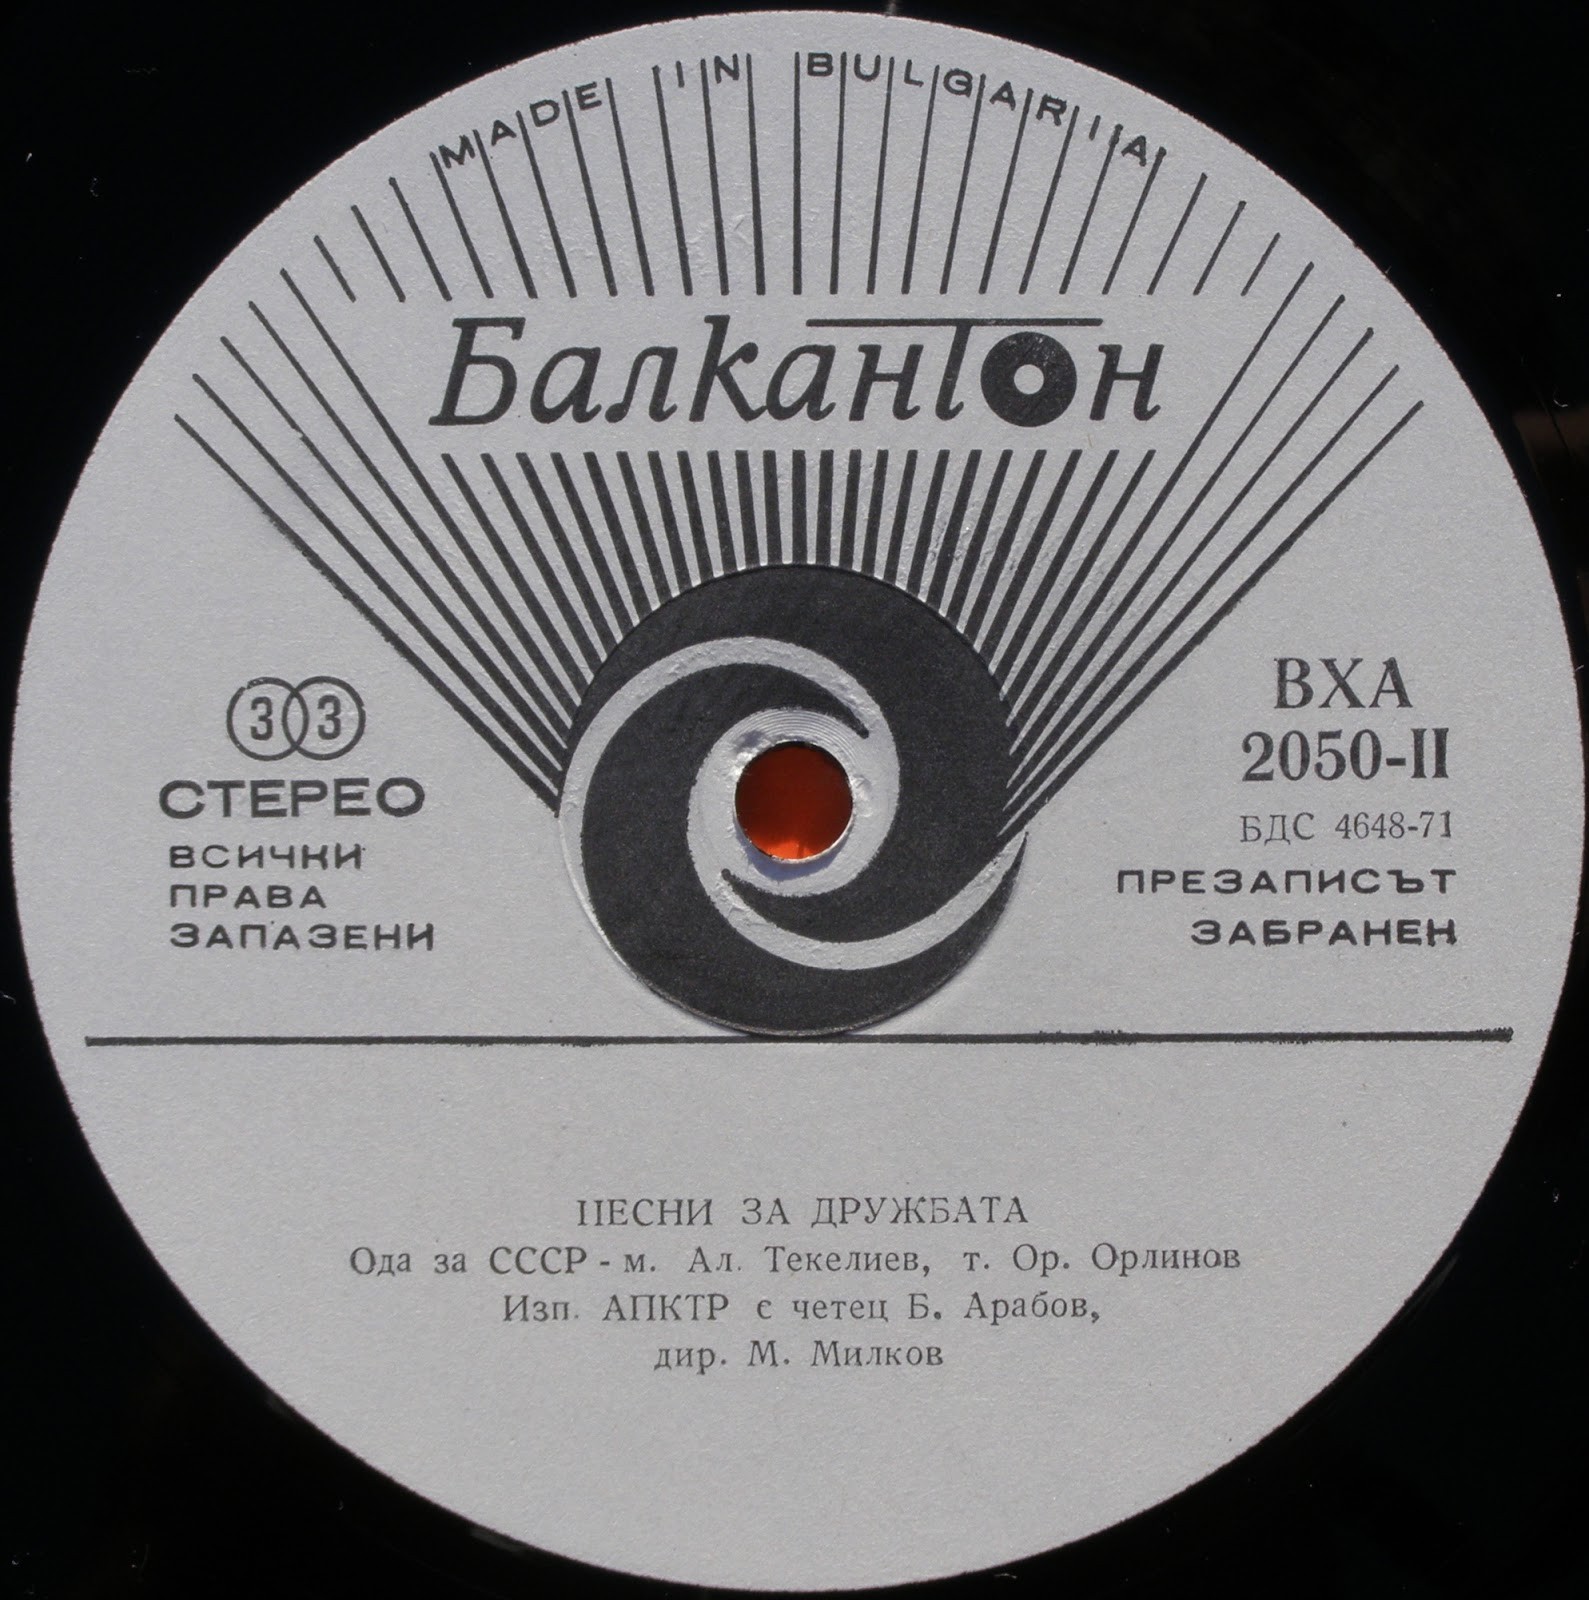 MADE IN BULGARIA
Балкантон
33
СТЕРЕО
ВСИЧКИ
ПРАВА
ЗАПАЗЕНИ
ВХА
2050-II
БДС 4648-71
ПРЕЗАПИСЪТ
ЗАБРАНЕН
ПЕСНИ ЗА ДРУЖБАТА
Ода за СССР - м. Ал. Текелиев, т. Ор. Орлинов
Изп. АПКТР с четец Б. Арабов,
дир. М. Милков